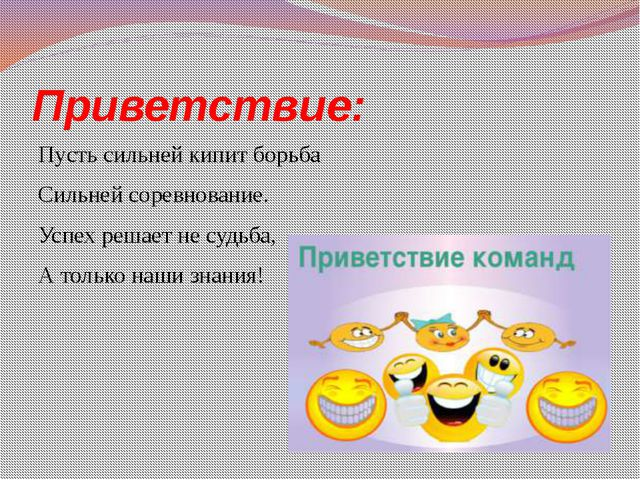 Приветствие:
Пусть сильней кипит борьба
Сильней соревнование.
Успех решает не судьба,
А только наши знания!
Приветствие команд